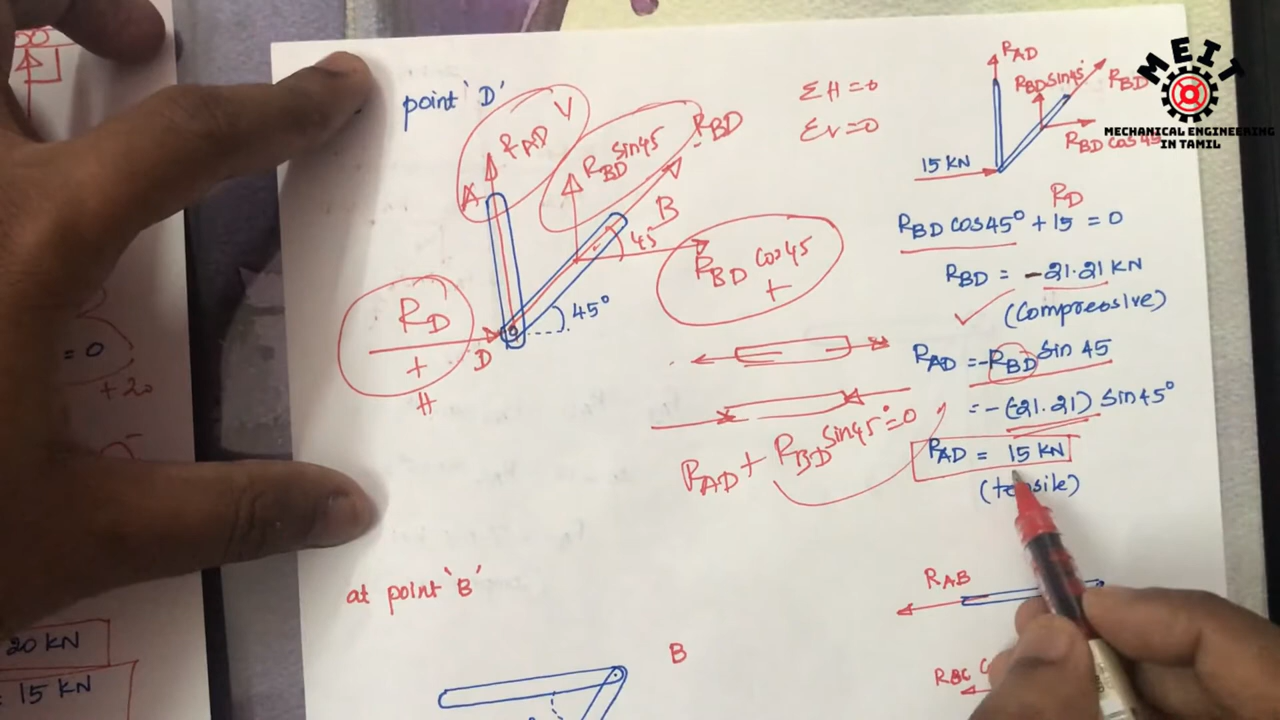 point 'D'
ΣH=0
ΣV=0
V
RAD
A
RBD sin45
RBD
B
45
RBD cos45
+
RD
+
H
D
45°
RAD
RBD sin45°
RBD
RBD cos45
15 KN
RD
RBD cos45° + 15 = 0
RBD = -21.21 KN
(Compressive)
RAD = -RBD sin 45
= -(-21.21) sin45°
RAD = 15 KN
RAD + RBD sin45° = 0
at point 'B'
B
RAB
= 0
+20
20 KN
= 15 KN
MEIT
MECHANICAL ENGINEERING
IN TAMIL